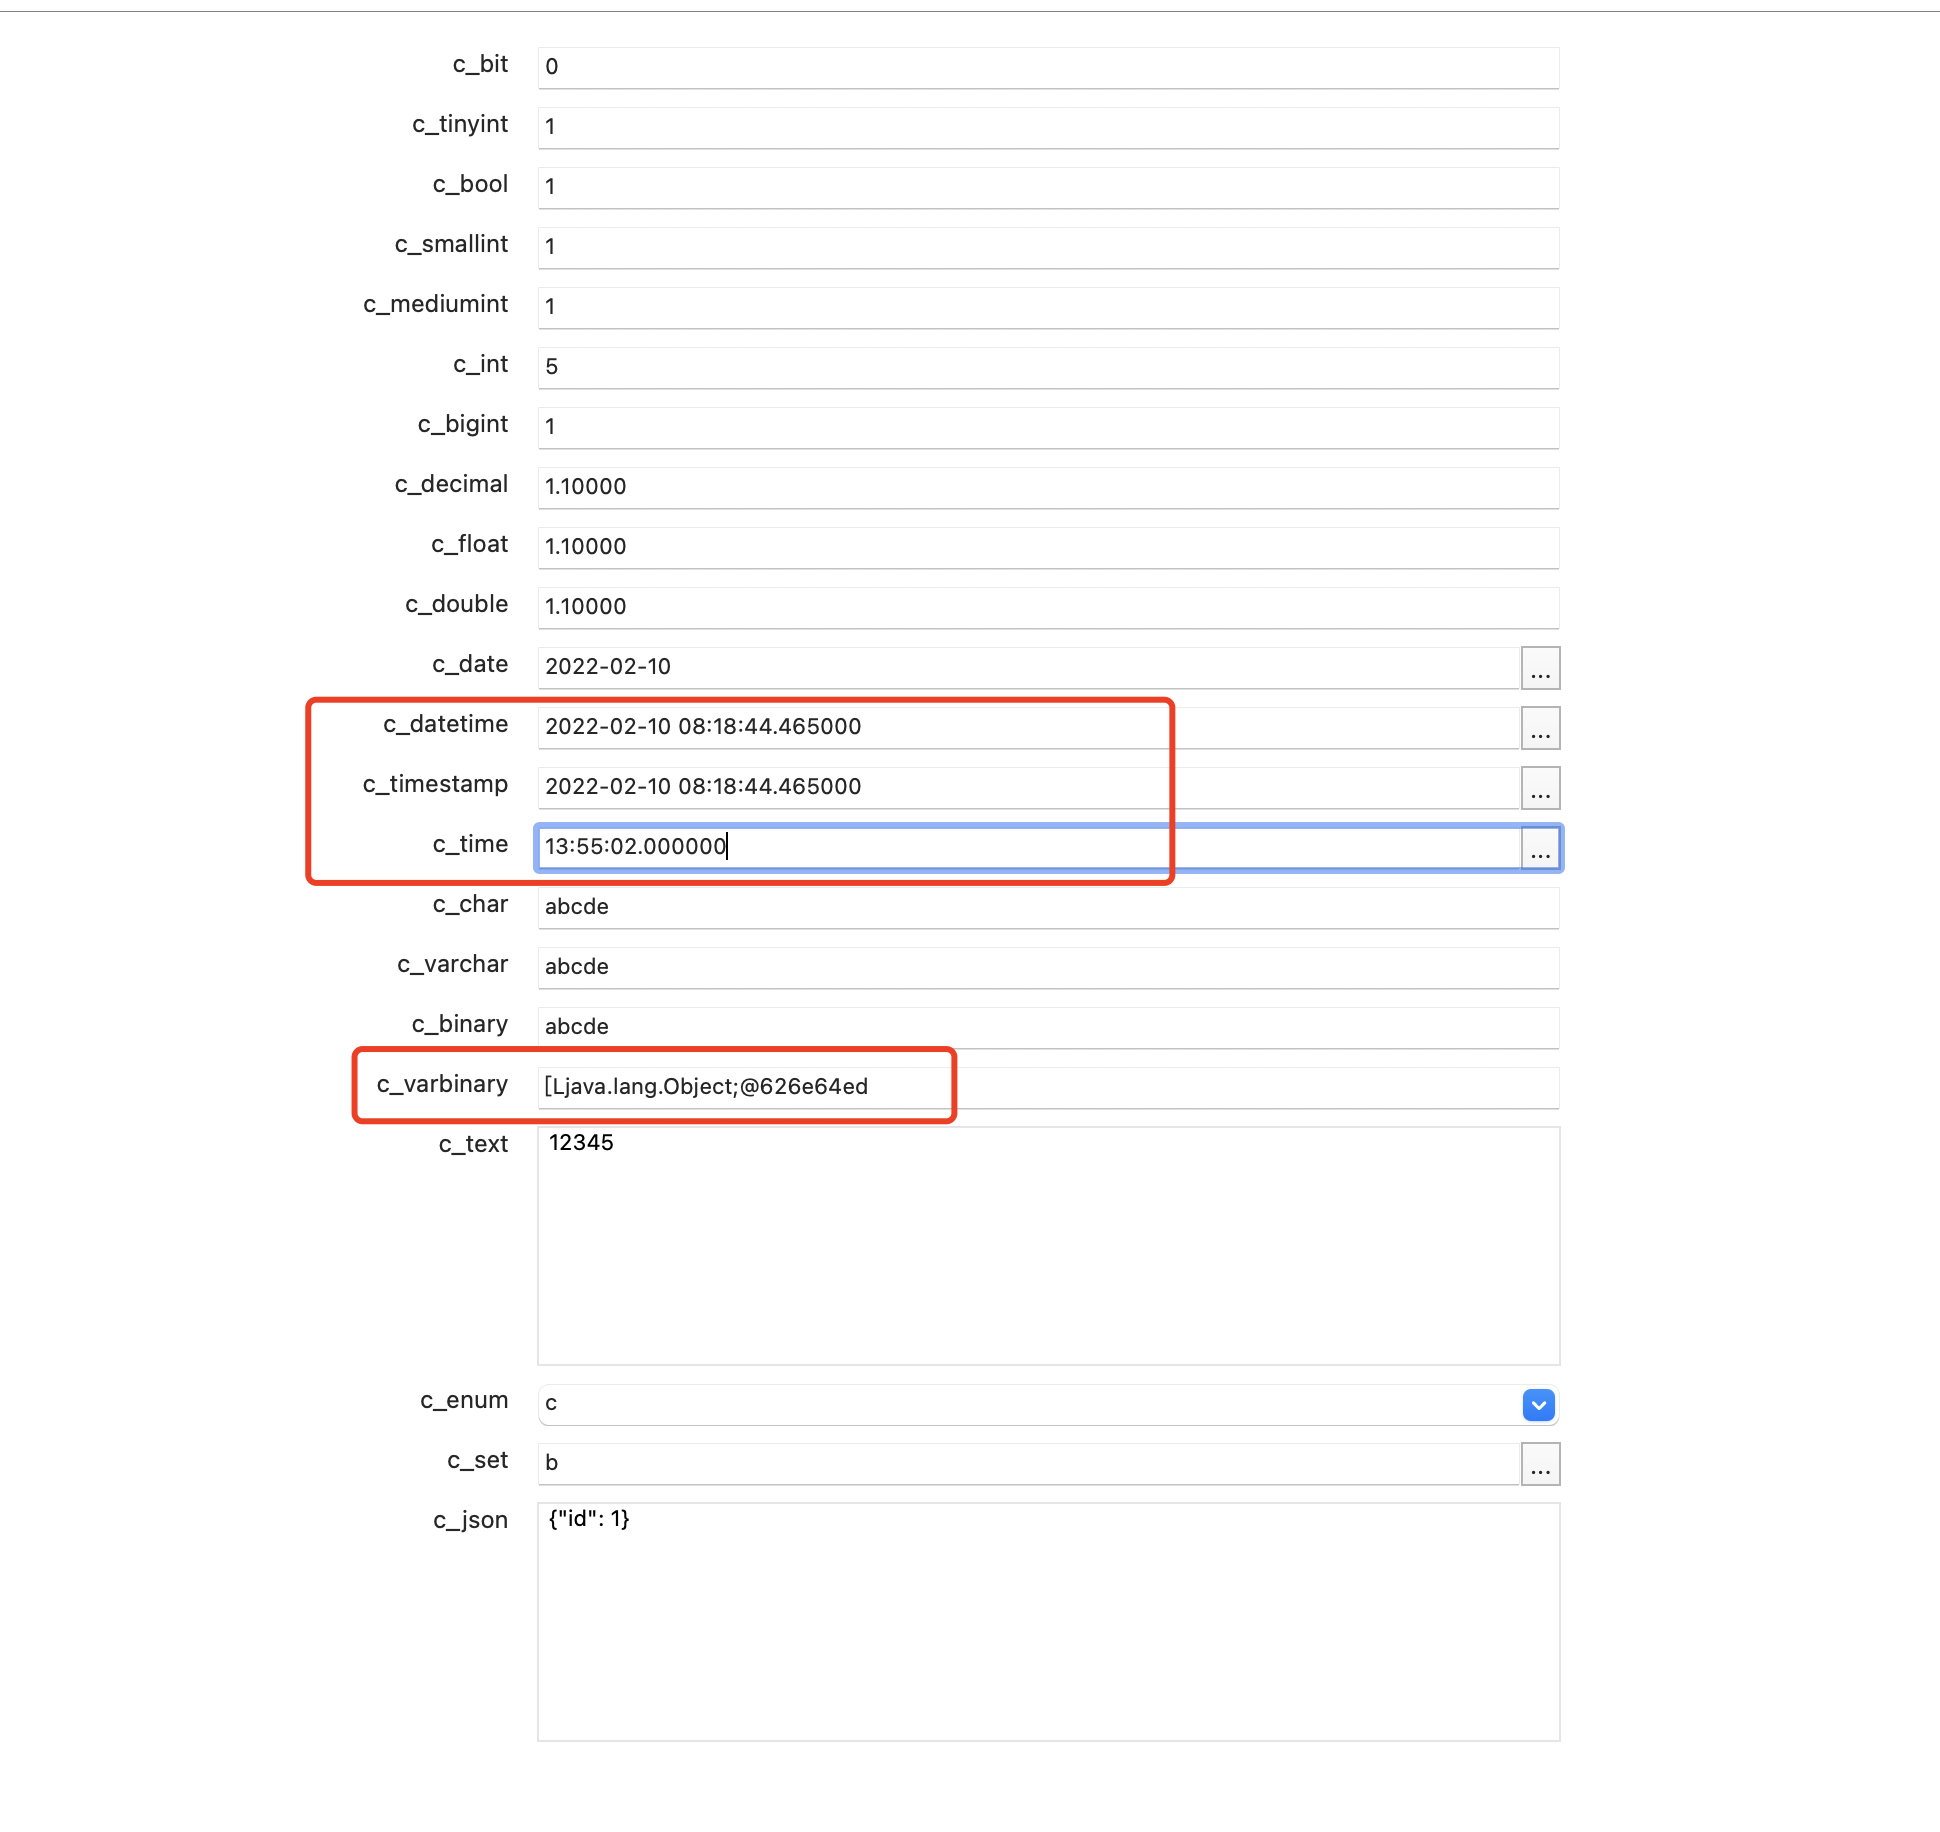 c_bit 0
c_tinyint 1
c_bool 1
c_smallint 1
c_mediumint 1
c_int 5
c_bigint 1
c_decimal 1.10000
c_float 1.10000
c_double 1.10000
c_date 2022-02-10 ...
c_datetime 2022-02-10 08:18:44.465000 ...
c_timestamp 2022-02-10 08:18:44.465000 ...
c_time 13:55:02.000000 ...
c_char abcde
c_varchar abcde
c_binary abcde
c_varbinary [Ljava.lang.Object;@626e64ed
c_text 12345
c_enum c
c_set b ...
c_json {"id": 1}